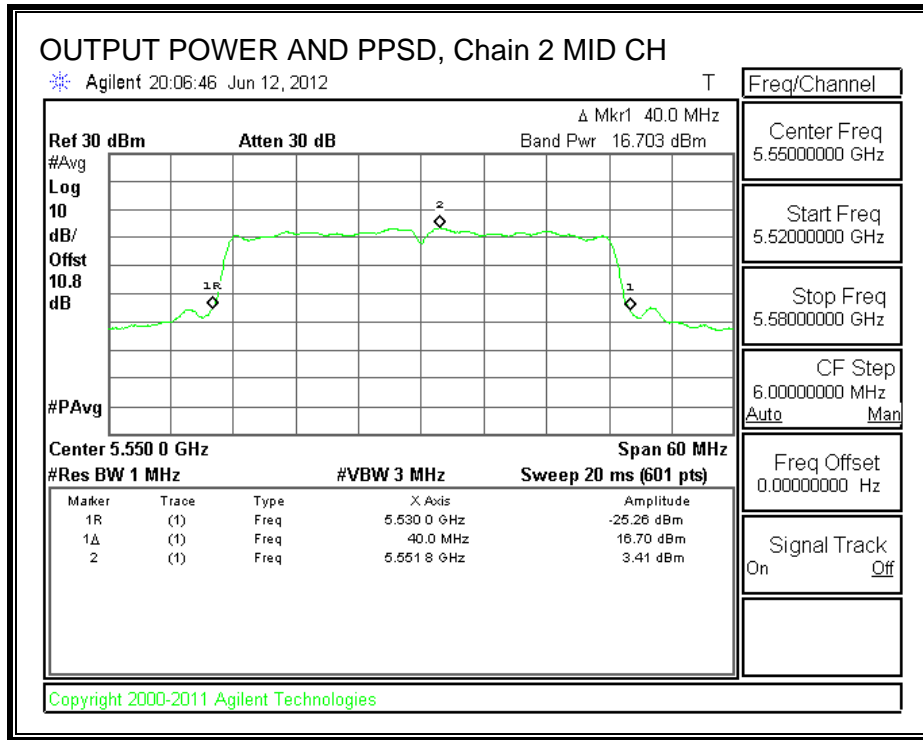 OUTPUT POWER AND PPSD, Chain 2 MID CH
Agilent 20:06:46 Jun 12, 2012 T
Freq/Channel
Δ Mkr1 40.0 MHz
Ref 30 dBm Atten 30 dB Band Pwr 16.703 dBm
#Avg
Log
10
dB/
Offst
10.8
dB
#PAvg
2
1R
1
Center 5.550 0 GHz Span 60 MHz
#Res BW 1 MHz #VBW 3 MHz Sweep 20 ms (601 pts)
Marker Trace Type X Axis Amplitude
1R (1) Freq 5.530 0 GHz -25.26 dBm
1Δ (1) Freq 40.0 MHz 16.70 dBm
2 (1) Freq 5.551 8 GHz 3.41 dBm
Center Freq
5.55000000 GHz
Start Freq
5.52000000 GHz
Stop Freq
5.58000000 GHz
CF Step
6.00000000 MHz
Auto Man
Freq Offset
0.00000000 Hz
Signal Track
On Off
Copyright 2000-2011 Agilent Technologies